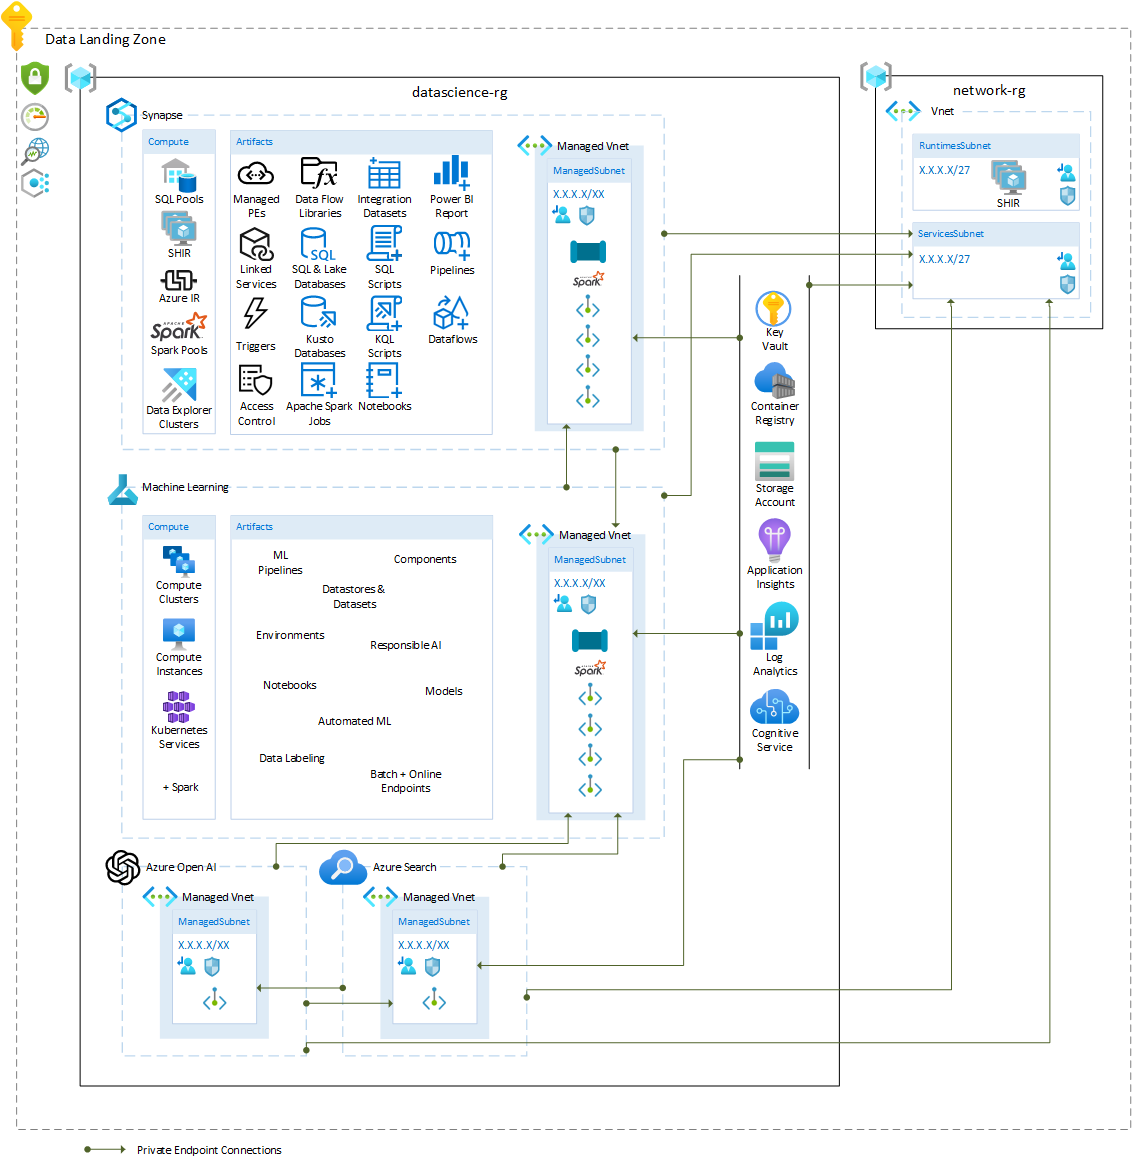 Data Landing Zone
datascience-rg
network-rg
Synapse
Compute
SQL Pools
SHIR
Azure IR
APACHE
Spark
Spark Pools
Data Explorer
Clusters
Artifacts
Managed
PEs
Data Flow
Libraries
Integration
Datasets
Power BI
Report
Linked
Services
SQL
SQL & Lake
Databases
SQL
Scripts
Pipelines
Triggers
Kusto
Databases
KQL
Scripts
Dataflows
Access
Control
Apache Spark
Jobs
Notebooks
Managed Vnet
ManagedSubnet
X.X.X.X/XX
Spark
Vnet
RuntimesSubnet
X.X.X.X/27
SHIR
ServicesSubnet
X.X.X.X/27
Key
Vault
Container
Registry
Storage
Account
Application
Insights
Log
Analytics
Cognitive
Service
Machine Learning
Compute
Compute
Clusters
Compute
Instances
Kubernetes
Services
+ Spark
Artifacts
ML
Pipelines
Components
Datastores &
Datasets
Environments
Responsible AI
Notebooks
Models
Automated ML
Data Labeling
Batch + Online
Endpoints
Managed Vnet
ManagedSubnet
X.X.X.X/XX
Spark
Azure Open AI
Managed Vnet
ManagedSubnet
X.X.X.X/XX
Azure Search
Managed Vnet
ManagedSubnet
X.X.X.X/XX
Private Endpoint Connections